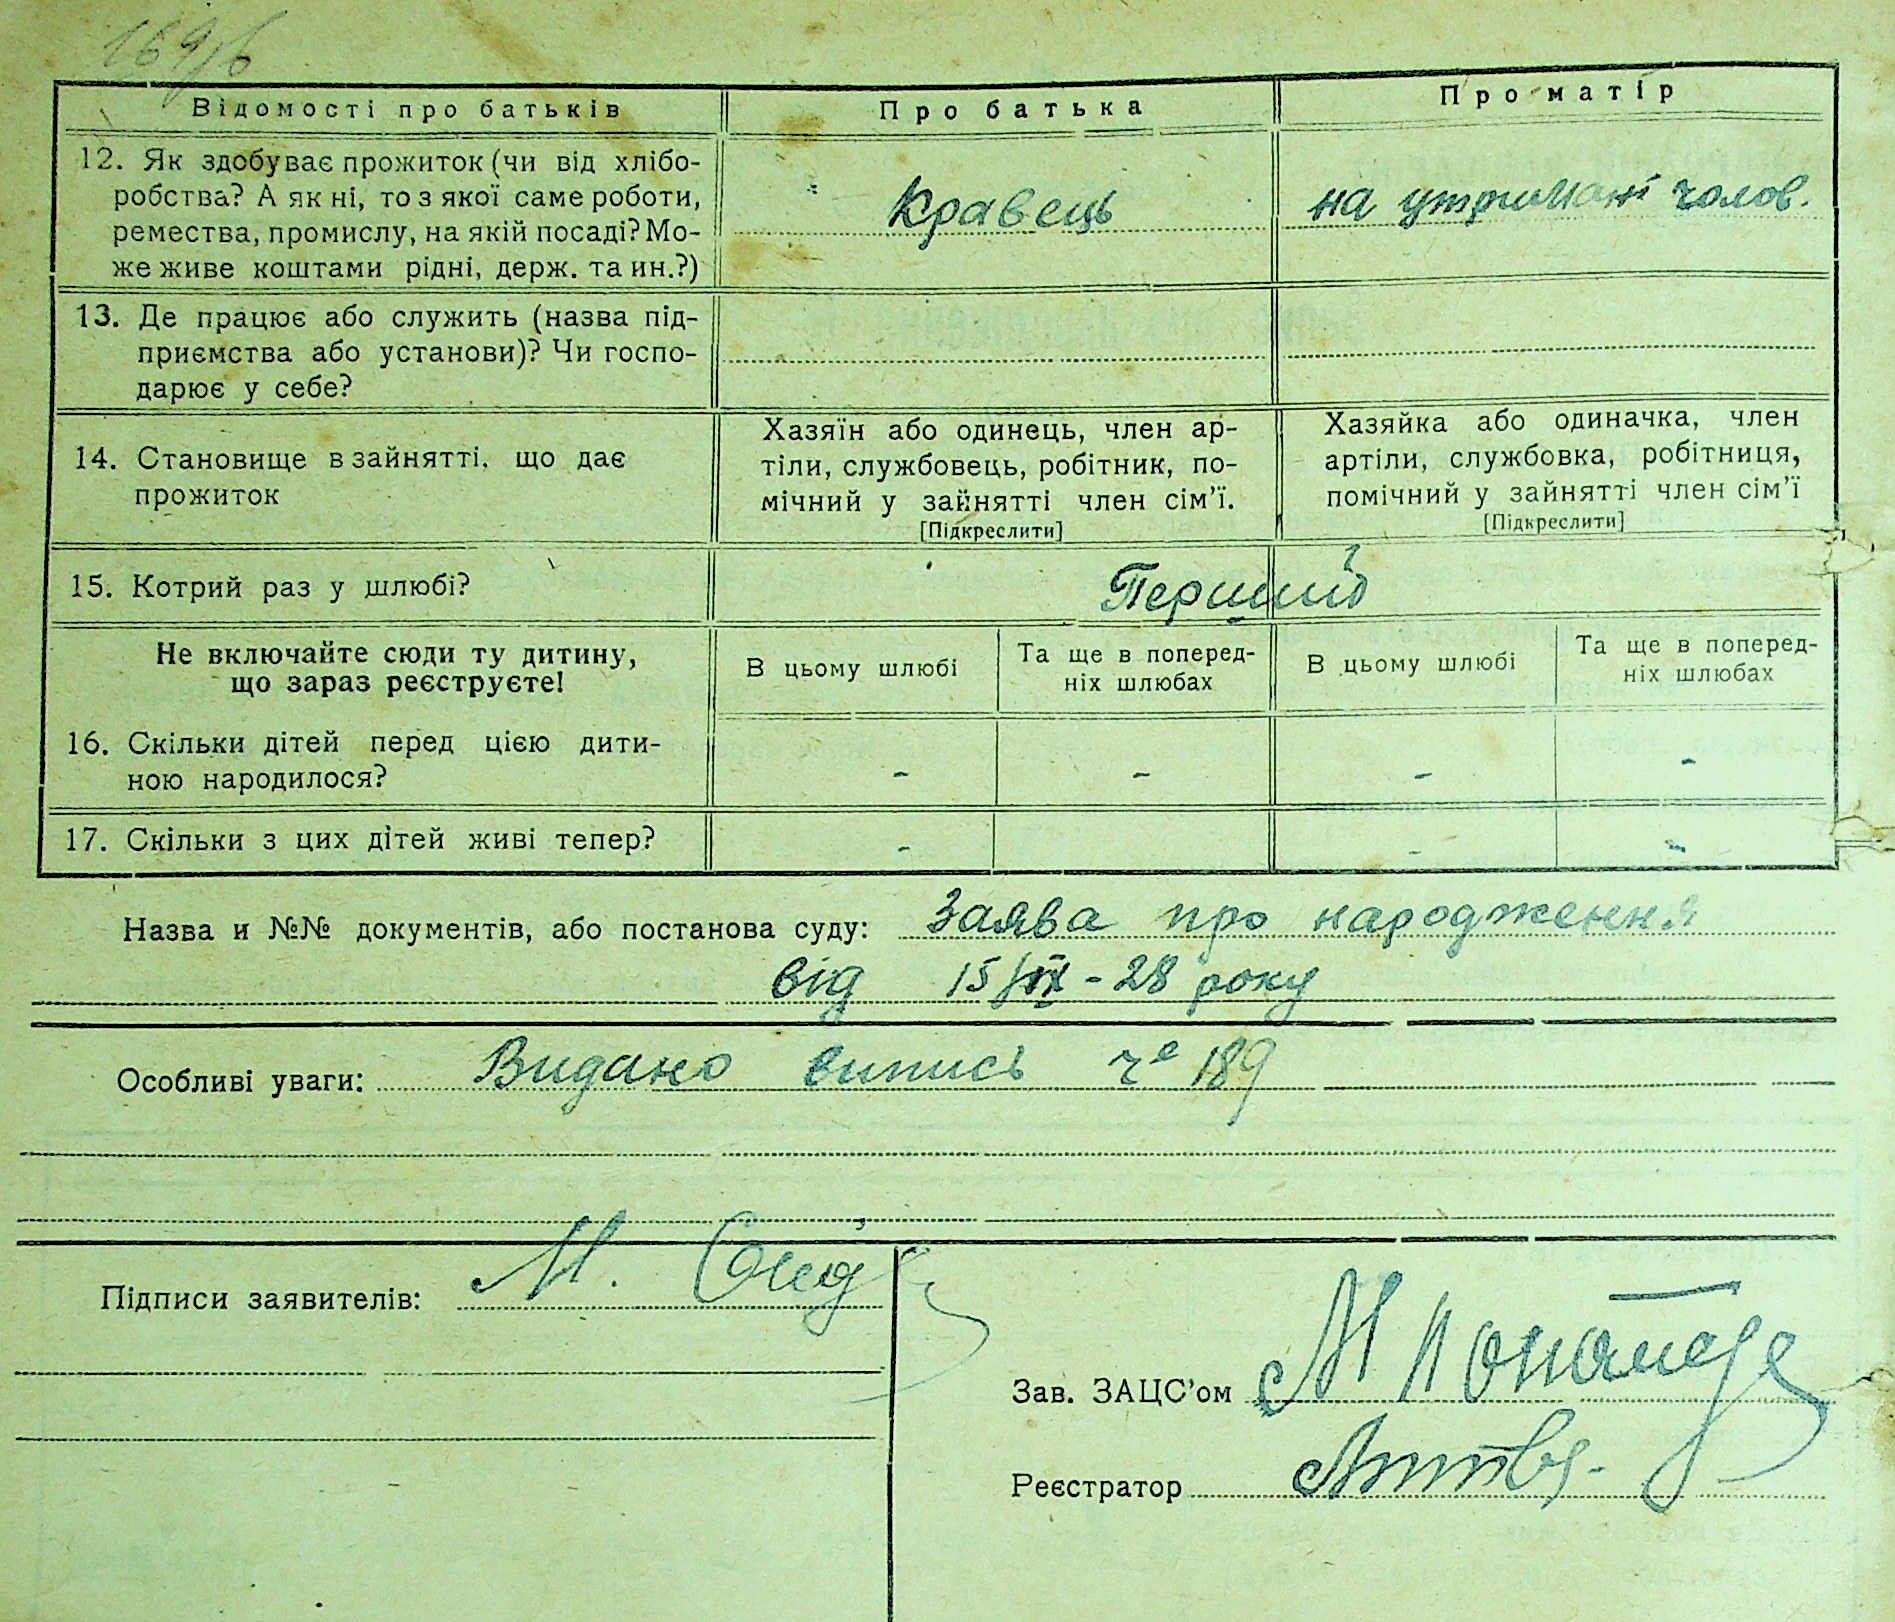 169/б
Відомості про батьків
Про батька
Про матір
12. Як здобуває прожиток (чи від хлібо-
робства? А як ні, то з якої саме роботи,
ремества, промислу, на якій посаді? Мо-
же живе коштами рідні, держ. та ин.?)
Кравець
на утримані чолов.
13. Де працює або служить (назва під-
приємства або установи)? Чи госпо-
дарює у себе?
14. Становище в зайнятті, що дає
прожиток
Хазяїн або одинець, член ар-
тіли, службовець, робітник, по-
мічний у зайнятті член сім'ї.
[Підкреслити]
Хазяйка або одиначка, член
артіли, службовка, робітниця,
помічний у зайнятті член сім'ї
[Підкреслити]
15. Котрий раз у шлюбі?
Перший
Не включайте сюди ту дитину,
що зараз реєструєте!
В цьому шлюбі
Та ще в поперед-
ніх шлюбах
В цьому шлюбі
Та ще в поперед-
ніх шлюбах
16. Скільки дітей перед цією дити-
ною народилося?
- - - -
17. Скільки з цих дітей живі тепер?
- - -
Назва и №№ документів, або постанова суду: Заява про народження
від 15/IX - 28 року
Особливі уваги: Видано випись ч 189
Підписи заявителів: М.
Зав. ЗАЦС'ом М
Реєстратор